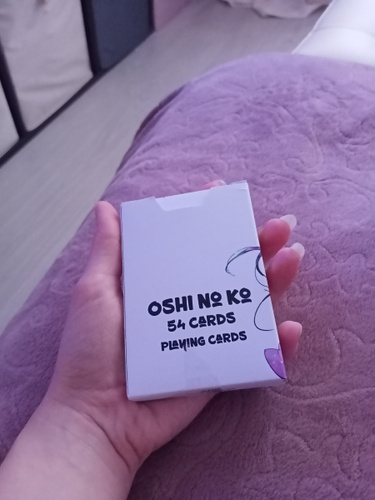 OSHI NO KO
54 CARDS
PLAYING CARDS